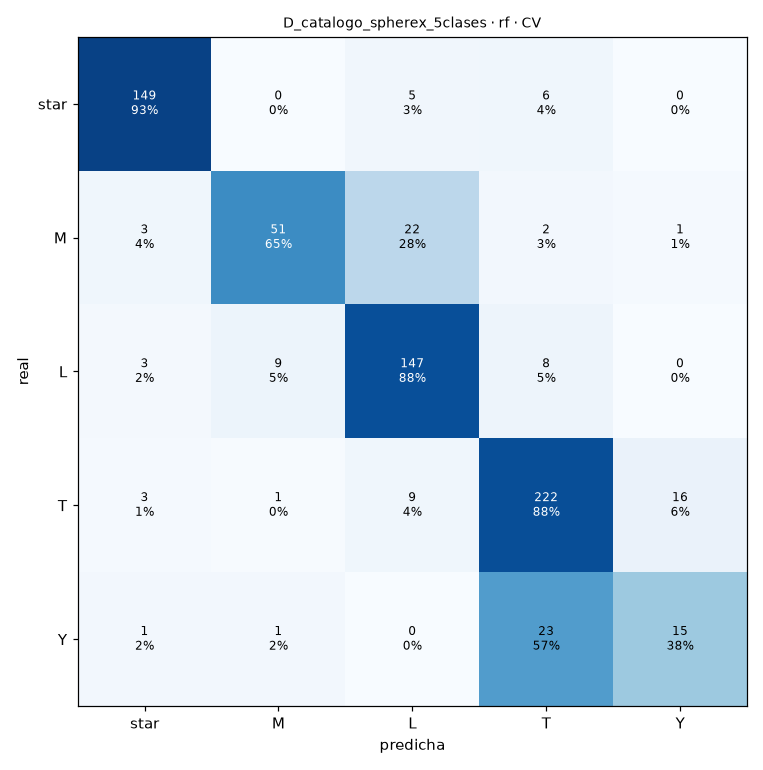 D_catalogo_spherex_5clases · rf · CV
star
149 0 5 6 0
93% 0% 3% 4% 0%
M
3 51 22 2 1
4% 65% 28% 3% 1%
real
L
3 9 147 8 0
2% 5% 88% 5% 0%
T
3 1 9 222 16
1% 0% 4% 88% 6%
Y
1 1 0 23 15
2% 2% 0% 57% 38%
star M L T Y
predicha